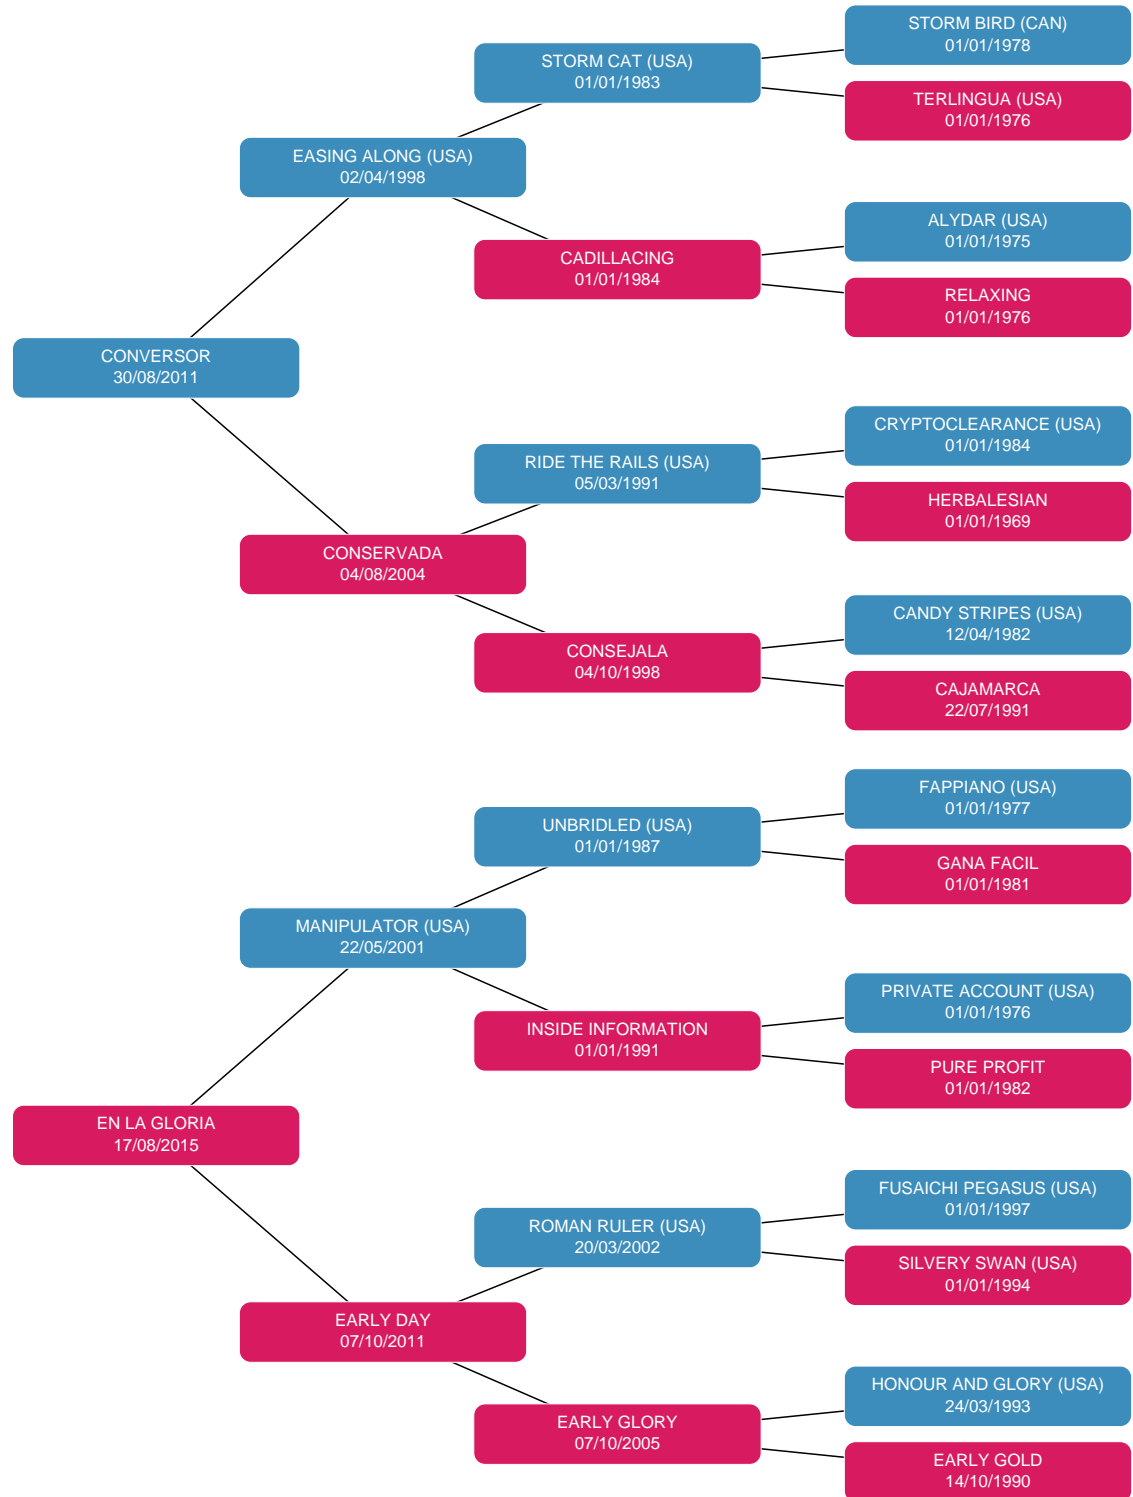 STORM BIRD (CAN)
01/01/1978
STORM CAT (USA)
01/01/1983
TERLINGUA (USA)
01/01/1976
EASING ALONG (USA)
02/04/1998
ALYDAR (USA)
01/01/1975
CADILLACING
01/01/1984
RELAXING
01/01/1976
CONVERSOR
30/08/2011
CRYPTOCLEARANCE (USA)
01/01/1984
RIDE THE RAILS (USA)
05/03/1991
HERBALESIAN
01/01/1969
CONSERVADA
04/08/2004
CANDY STRIPES (USA)
12/04/1982
CONSEJALA
04/10/1998
CAJAMARCA
22/07/1991
FAPPIANO (USA)
01/01/1977
UNBRIDLED (USA)
01/01/1987
GANA FACIL
01/01/1981
MANIPULATOR (USA)
22/05/2001
PRIVATE ACCOUNT (USA)
01/01/1976
INSIDE INFORMATION
01/01/1991
PURE PROFIT
01/01/1982
EN LA GLORIA
17/08/2015
FUSAICHI PEGASUS (USA)
01/01/1997
ROMAN RULER (USA)
20/03/2002
SILVERY SWAN (USA)
01/01/1994
EARLY DAY
07/10/2011
HONOUR AND GLORY (USA)
24/03/1993
EARLY GLORY
07/10/2005
EARLY GOLD
14/10/1990